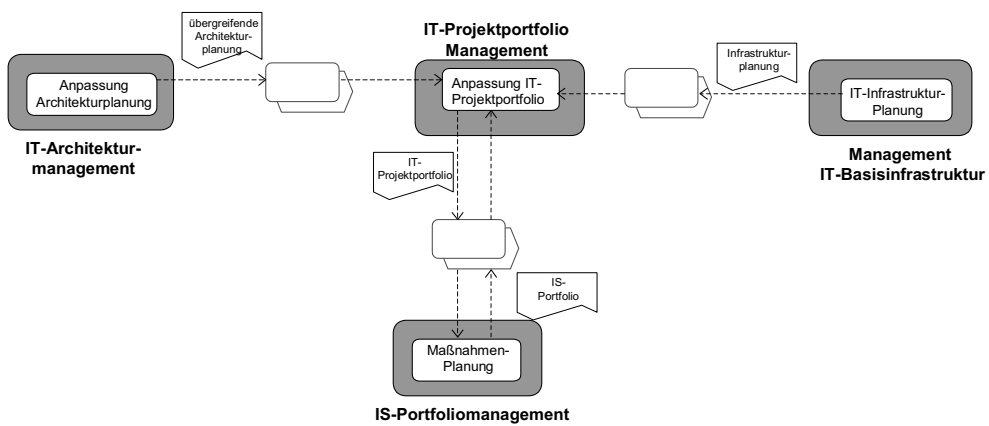 übergreifende
Architektur-
planung
IT-Projektportfolio
Management
Infrastruktur-
planung
Anpassung
Architekturplanung
Anpassung IT-
Projektportfolio
IT-Infrastruktur-
Planung
IT-Architektur-
management
IT-
Projektportfolio
Management
IT-Basisinfrastruktur
IS-
Portfolio
Maßnahmen-
Planung
IS-Portfoliomanagement